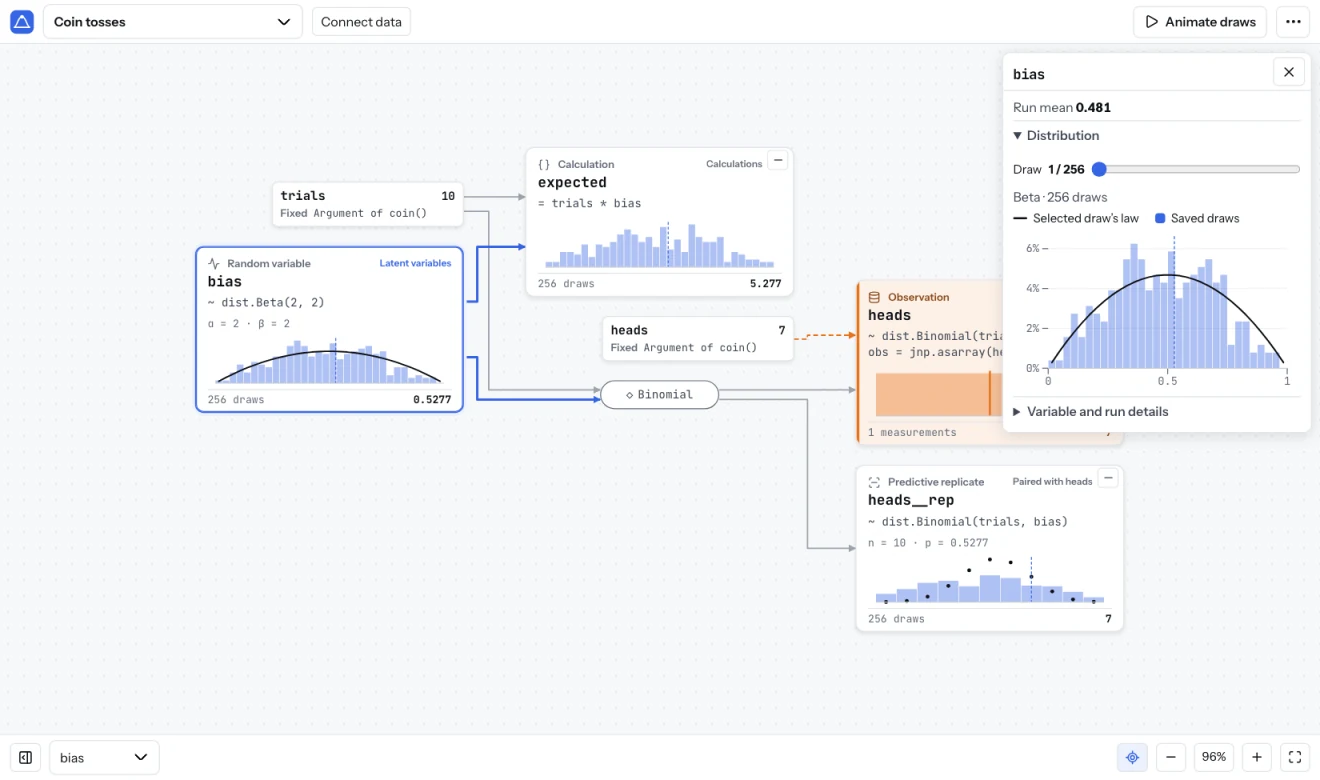 Coin tosses
Connect data
Animate draws
bias
Run mean 0.481
Distribution
Draw 1 / 256
Beta · 256 draws
Selected draw's law
Saved draws
6%
4%
2%
0%
0
0.5
1
Variable and run details
trials
10
Fixed Argument of coin()
Random variable
Latent variables
bias
~ dist.Beta(2, 2)
α = 2 · β = 2
256 draws
0.5277
{} Calculation
Calculations
expected
= trials * bias
256 draws
5.277
heads
7
Fixed Argument of coin()
Binomial
Observation
heads
~ dist.Binomial(tria
obs = jnp.asarray(he
1 measurements
Predictive replicate
Paired with heads
heads__rep
~ dist.Binomial(trials, bias)
n = 10 · p = 0.5277
256 draws
7
bias
96%